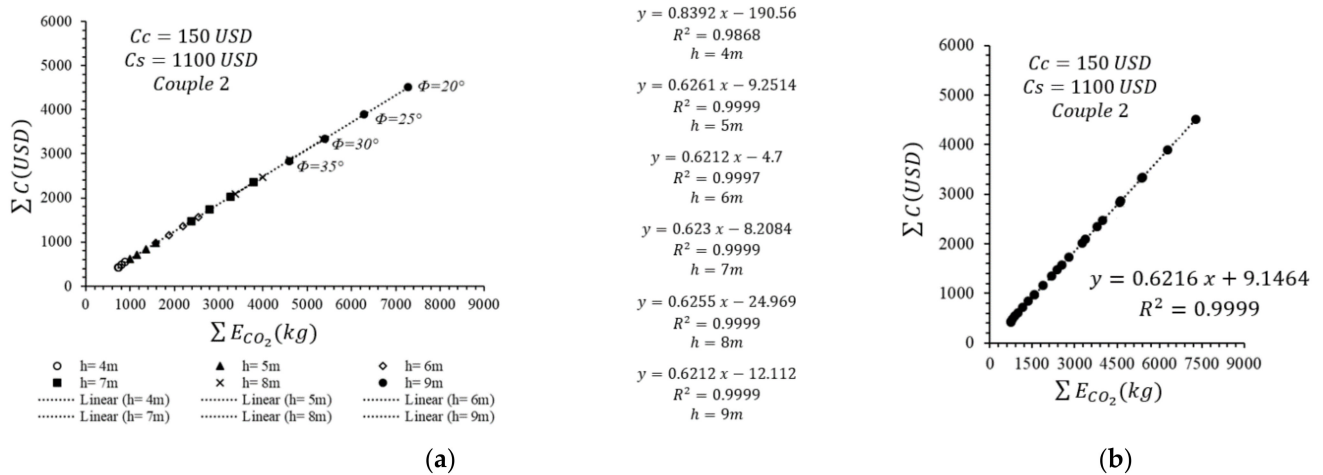 6000
5000
4000
3000
2000
1000
0
0 1000 2000 3000 4000 5000 6000 7000 8000 9000
∑ C(USD)
∑ E_{CO_2}(kg)
Cc = 150 USD
Cs = 1100 USD
Couple 2
Φ=20°
Φ=25°
Φ=30°
Φ=35°
h= 4m h= 5m h= 6m
h= 7m h= 8m h= 9m
Linear (h= 4m) Linear (h= 5m) Linear (h= 6m)
Linear (h= 7m) Linear (h= 8m) Linear (h= 9m)
y = 0.8392 x − 190.56
R² = 0.9868
h = 4m
y = 0.6261 x − 9.2514
R² = 0.9999
h = 5m
y = 0.6212 x − 4.7
R² = 0.9997
h = 6m
y = 0.623 x − 8.2084
R² = 0.9999
h = 7m
y = 0.6255 x − 24.969
R² = 0.9999
h = 8m
y = 0.6212 x − 12.112
R² = 0.9999
h = 9m
(a)
6000
5000
4000
3000
2000
1000
0
0 1500 3000 4500 6000 7500 9000
∑ C(USD)
∑ E_{CO_2}(kg)
Cc = 150 USD
Cs = 1100 USD
Couple 2
y = 0.6216 x + 9.1464
R² = 0.9999
(b)